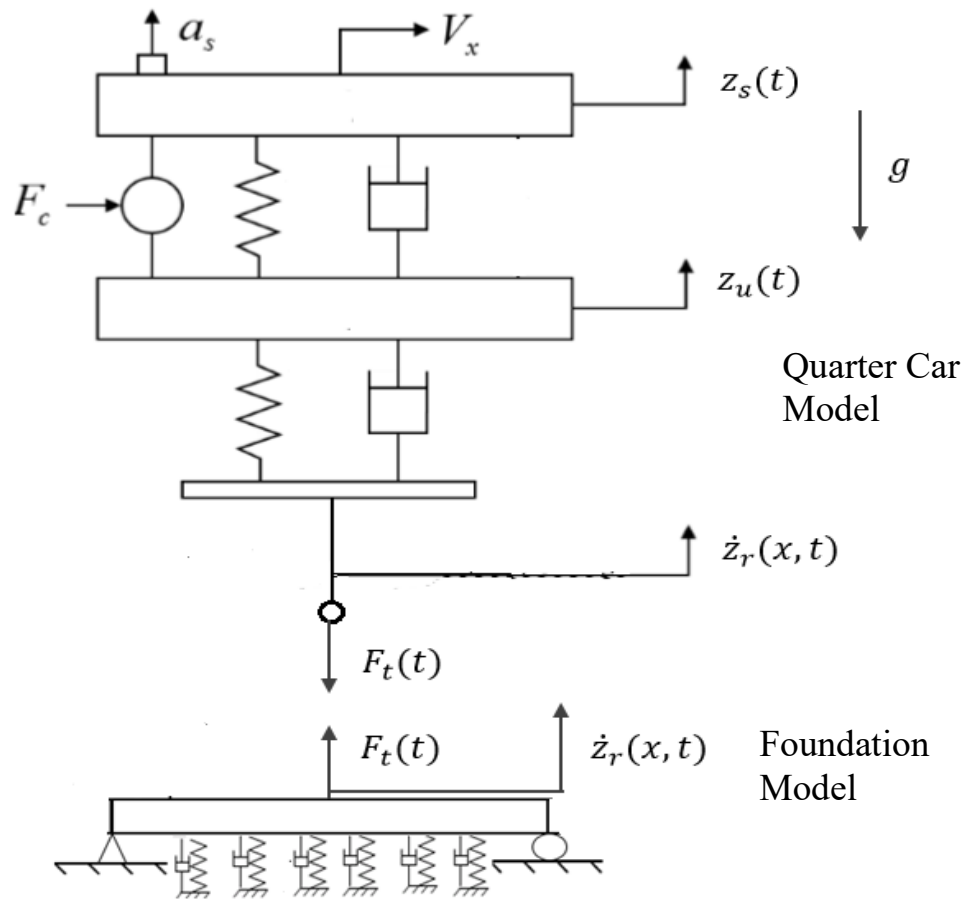 a_s
V_x
z_s(t)
g
F_c
z_u(t)
Quarter Car
Model
ż_r(x, t)
F_t(t)
F_t(t)
ż_r(x, t)
Foundation
Model